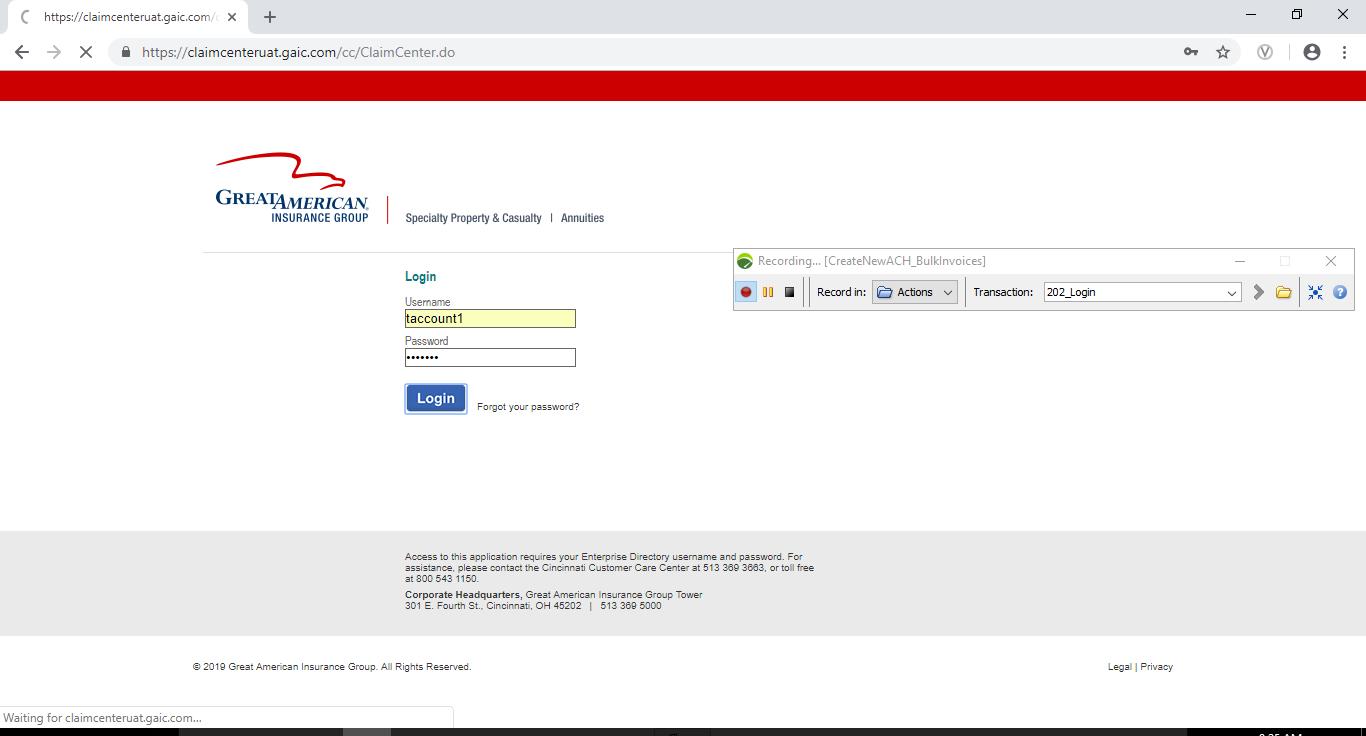 https://claimcenteruat.gaic.com/
https://claimcenteruat.gaic.com/cc/ClaimCenter.do
GREATAMERICAN
INSURANCE GROUP
Specialty Property & Casualty | Annuities
Recording... [CreateNewACH_BulkInvoices]
Record in: Actions Transaction: 202_Login
Login
Username
taccount1
Password
•••••••
Login Forgot your password?
Access to this application requires your Enterprise Directory username and password. For
assistance, please contact the Cincinnati Customer Care Center at 513 369 3663, or toll free
at 800 543 1150.
Corporate Headquarters, Great American Insurance Group Tower
301 E. Fourth St., Cincinnati, OH 45202 | 513 369 5000
© 2019 Great American Insurance Group. All Rights Reserved. Legal | Privacy
Waiting for claimcenteruat.gaic.com...